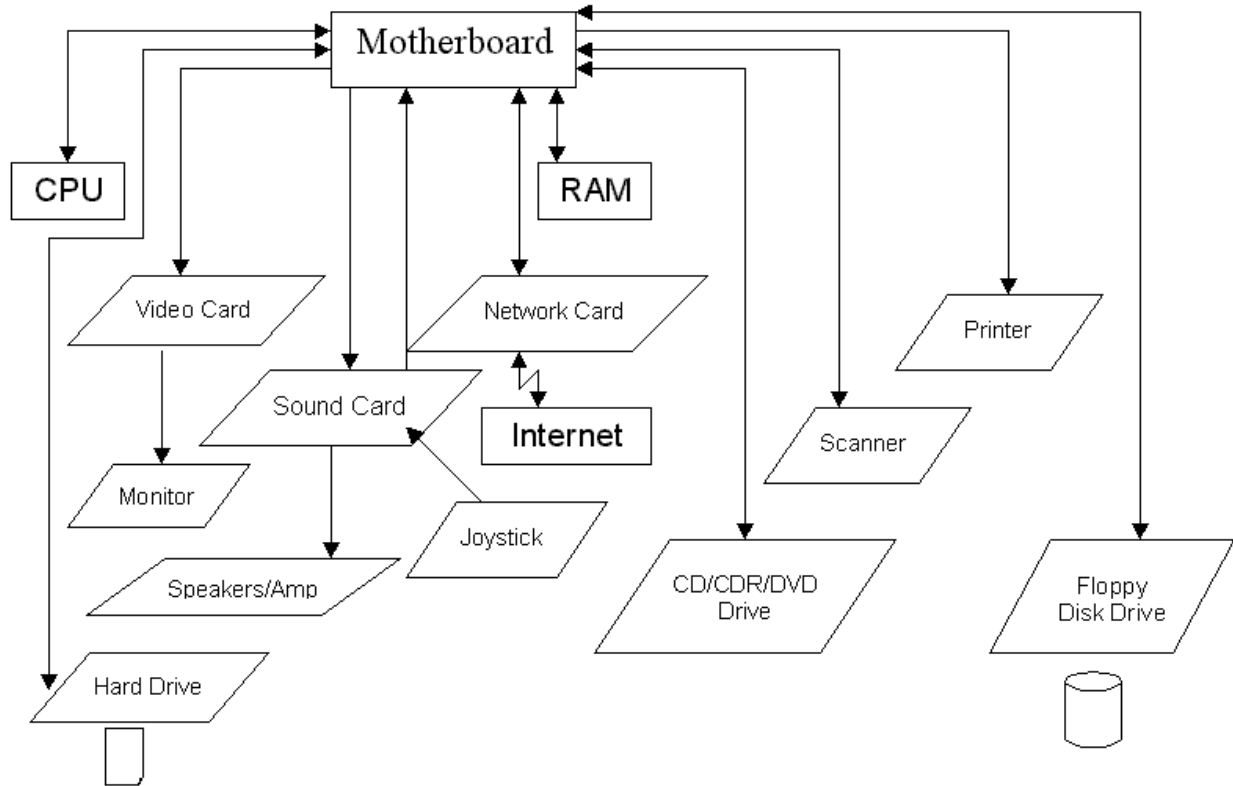 Motherboard
CPU
RAM
Video Card
Network Card
Printer
Sound Card
Internet
Scanner
Monitor
Joystick
Speakers/Amp
CD/CDR/DVD
Drive
Floppy
Disk Drive
Hard Drive